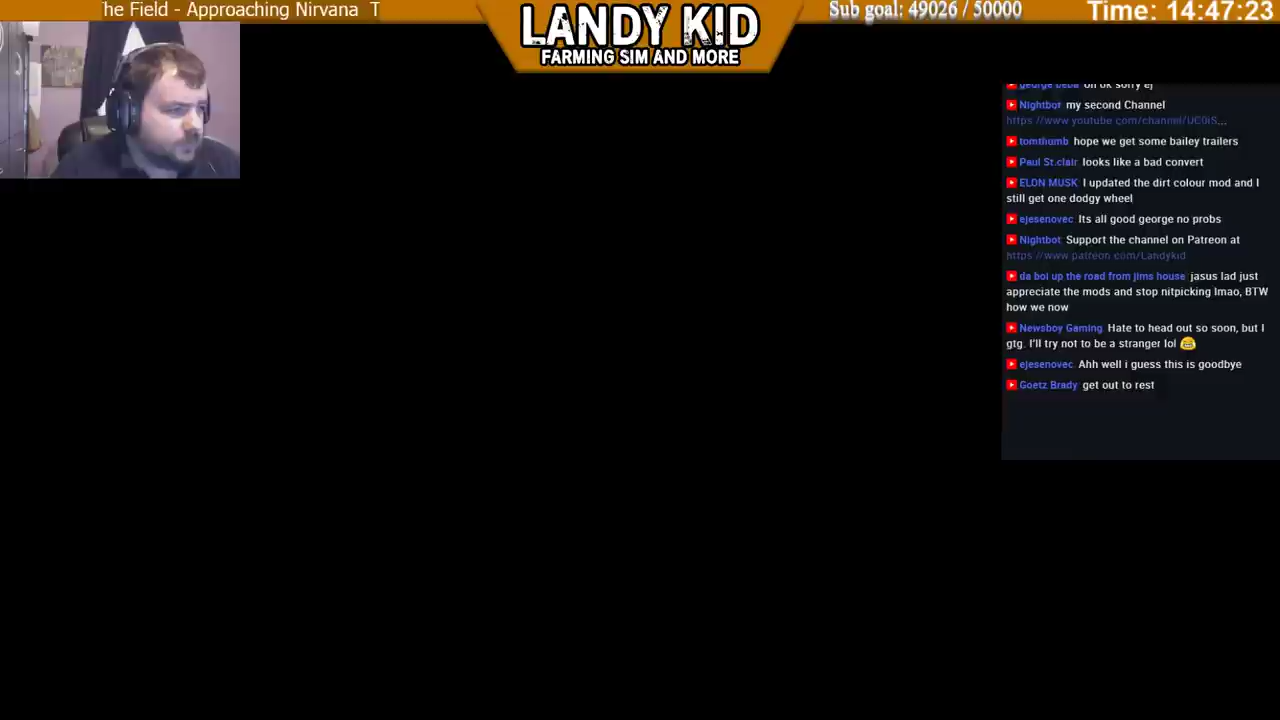 he Field - Approaching Nirvana T
LANDY KID
FARMING SIM AND MORE
Sub goal: 49026 / 50000
Time: 14:47:23
george beba oh ok sorry ej
Nightbot my second Channel
https://www.youtube.com/channel/UC0iS...
tomthumb hope we get some bailey trailers
Paul St.clair looks like a bad convert
ELON MUSK I updated the dirt colour mod and I
still get one dodgy wheel
ejesenovec Its all good george no probs
Nightbot Support the channel on Patreon at
https://www.patreon.com/Landykid
da boi up the road from jims house jasus lad just
appreciate the mods and stop nitpicking lmao, BTW
how we now
Newsboy Gaming Hate to head out so soon, but I
gtg. I'll try not to be a stranger lol 😂
ejesenovec Ahh well i guess this is goodbye
Goetz Brady get out to rest